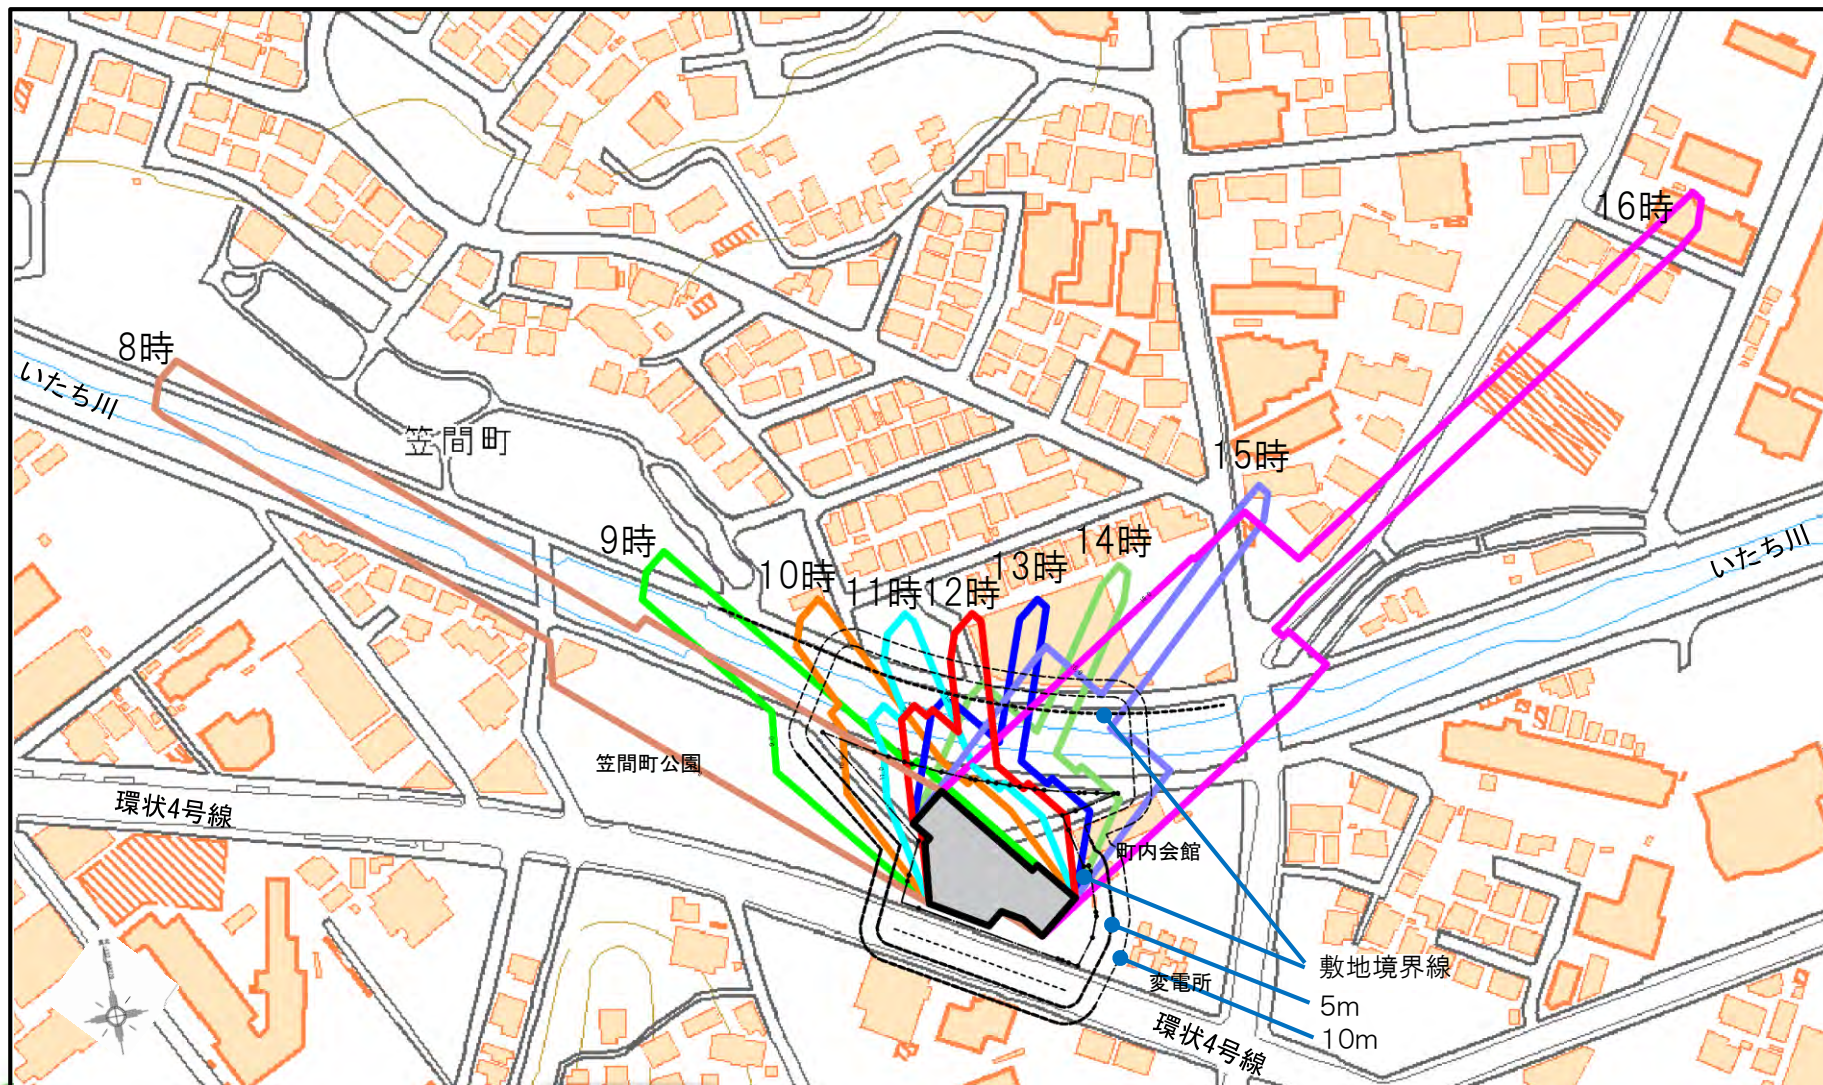 16時
8時
いたち川
笠間町
15時
9時
10時
11時
12時
13時
14時
いたち川
笠間町公園
環状4号線
町内会館
敷地境界線
変電所
5m
環状4号線
10m